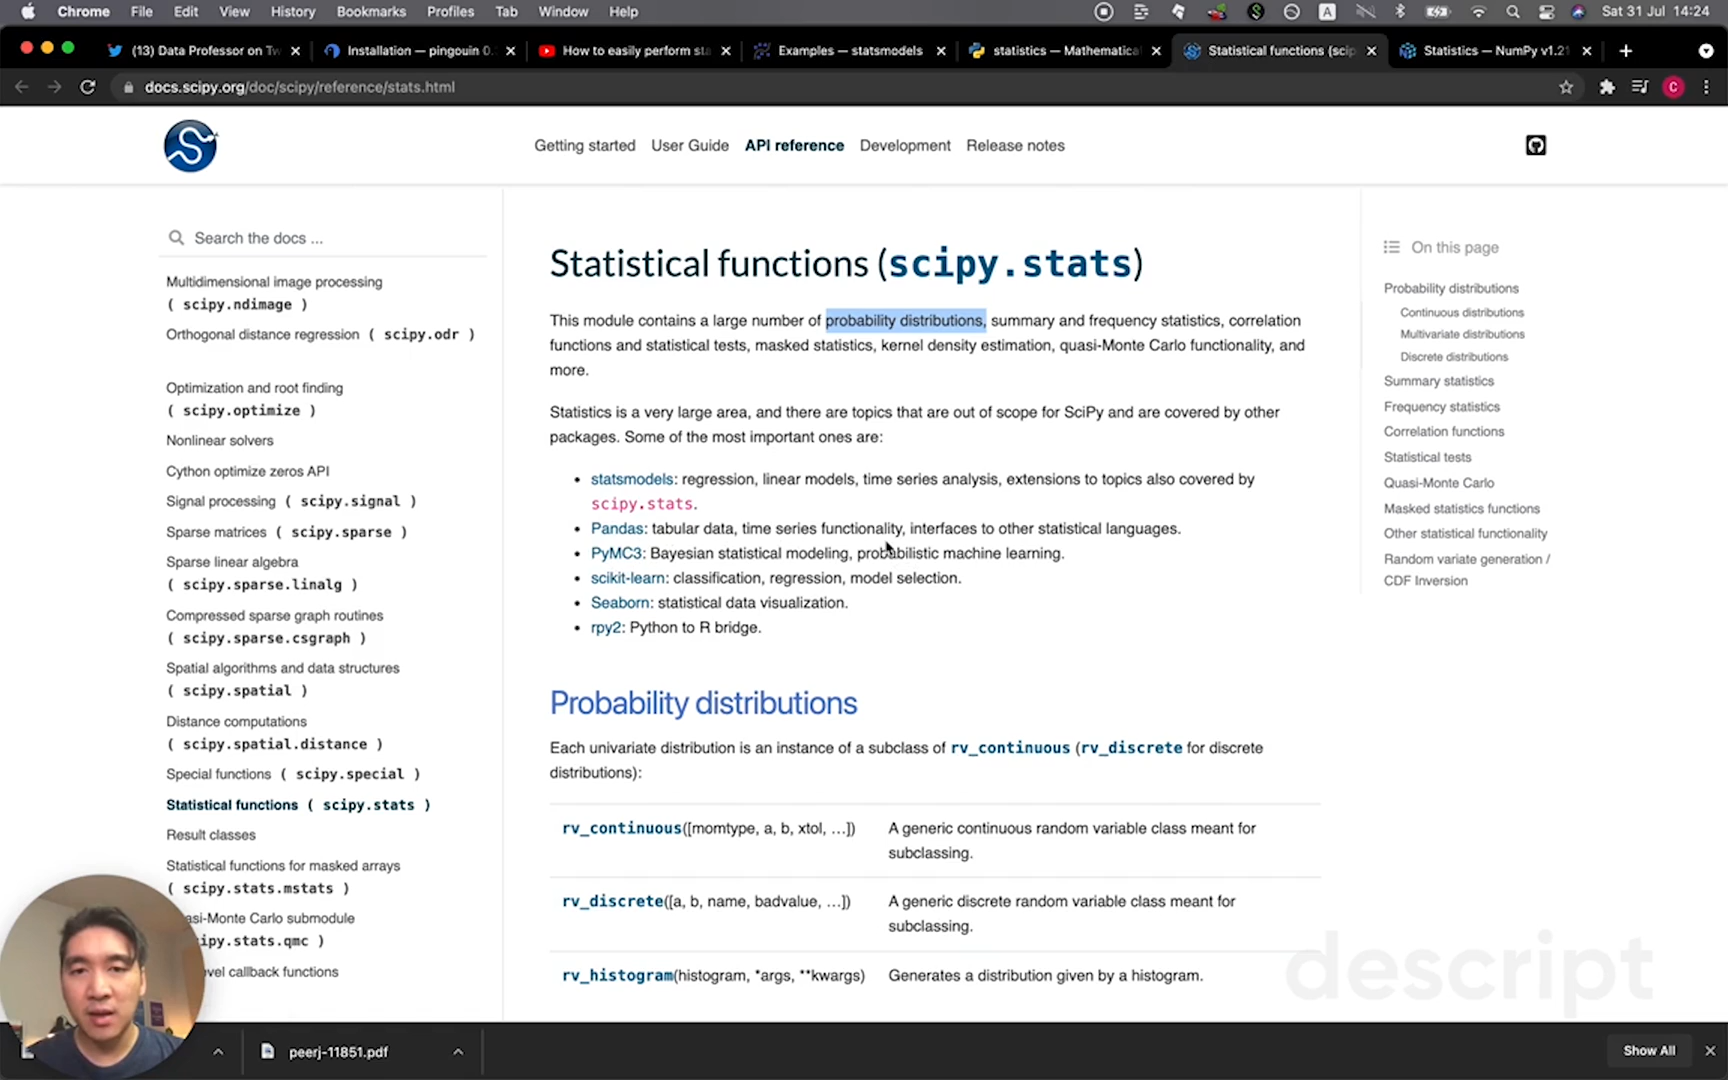 Chrome File Edit View History Bookmarks Profiles Tab Window Help Sat 31 Jul 14:24
(13) Data Professor on Tw
Installation — pingouin 0.
How to easily perform sta
Examples — statsmodels
statistics — Mathematica
Statistical functions (scip
Statistics — NumPy v1.21
docs.scipy.org/doc/scipy/reference/stats.html
C
Getting started User Guide API reference Development Release notes
Search the docs ...
Multidimensional image processing
( scipy.ndimage )
Orthogonal distance regression ( scipy.odr )
Optimization and root finding
( scipy.optimize )
Nonlinear solvers
Cython optimize zeros API
Signal processing ( scipy.signal )
Sparse matrices ( scipy.sparse )
Sparse linear algebra
( scipy.sparse.linalg )
Compressed sparse graph routines
( scipy.sparse.csgraph )
Spatial algorithms and data structures
( scipy.spatial )
Distance computations
( scipy.spatial.distance )
Special functions ( scipy.special )
Statistical functions ( scipy.stats )
Result classes
Statistical functions for masked arrays
( scipy.stats.mstats )
asi-Monte Carlo submodule
ipy.stats.qmc )
vel callback functions
Statistical functions (scipy.stats)
This module contains a large number of probability distributions, summary and frequency statistics, correlation
functions and statistical tests, masked statistics, kernel density estimation, quasi-Monte Carlo functionality, and
more.
Statistics is a very large area, and there are topics that are out of scope for SciPy and are covered by other
packages. Some of the most important ones are:
• statsmodels: regression, linear models, time series analysis, extensions to topics also covered by
scipy.stats.
• Pandas: tabular data, time series functionality, interfaces to other statistical languages.
• PyMC3: Bayesian statistical modeling, probabilistic machine learning.
• scikit-learn: classification, regression, model selection.
• Seaborn: statistical data visualization.
• rpy2: Python to R bridge.
Probability distributions
Each univariate distribution is an instance of a subclass of rv_continuous (rv_discrete for discrete
distributions):
rv_continuous([momtype, a, b, xtol, …]) A generic continuous random variable class meant for
subclassing.
rv_discrete([a, b, name, badvalue, …]) A generic discrete random variable class meant for
subclassing.
rv_histogram(histogram, *args, **kwargs) Generates a distribution given by a histogram.
On this page
Probability distributions
Continuous distributions
Multivariate distributions
Discrete distributions
Summary statistics
Frequency statistics
Correlation functions
Statistical tests
Quasi-Monte Carlo
Masked statistics functions
Other statistical functionality
Random variate generation /
CDF Inversion
descript
peerj-11851.pdf
Show All